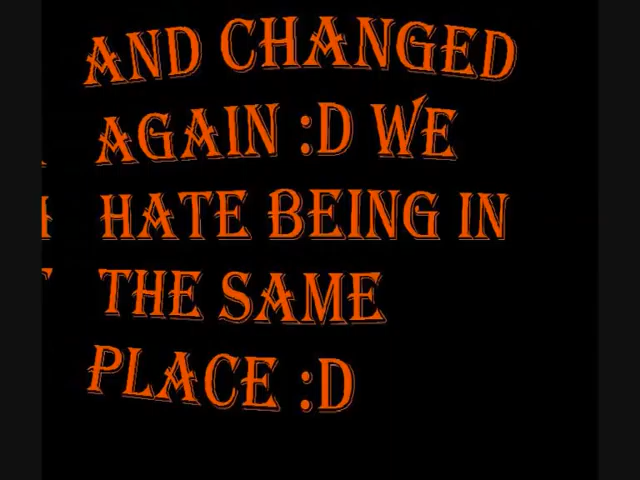 AND CHANGED
AGAIN :D WE
HATE BEING IN
THE SAME
PLACE :D